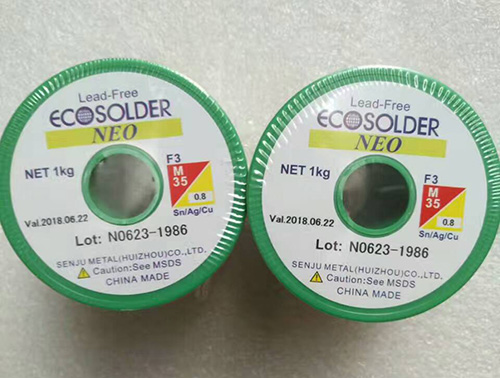 Lead-Free
ECOSOLDER
NEO
NET 1kg
F3
M
35
0.8
Sn/Ag/Cu
Val.2018.06.22
Lot: N0623-1986
SENJU METAL(HUIZHOU)CO.,LTD.
Caution:See MSDS
CHINA MADE
Lead-Free
ECOSOLDER
NEO
NET 1kg
F3
M
35
0.8
Sn/Ag/Cu
Val.2018.06.22
Lot: N0623-1986
SENJU METAL(HUIZHOU)CO.,LTD.
Caution:See MSDS
CHINA MADE